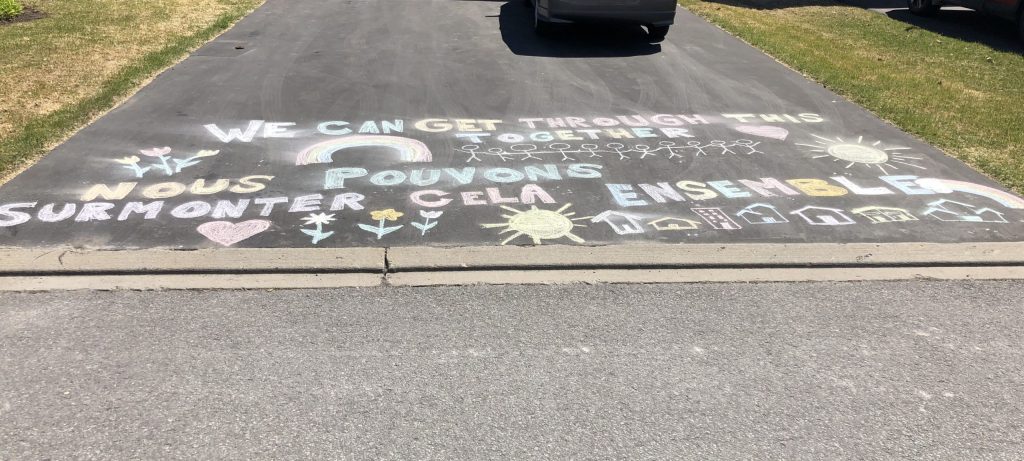 WE CAN GET THROUGH THIS
TOGETHER
NOUS POUVONS
SURMONTER CELA ENSEMBLE